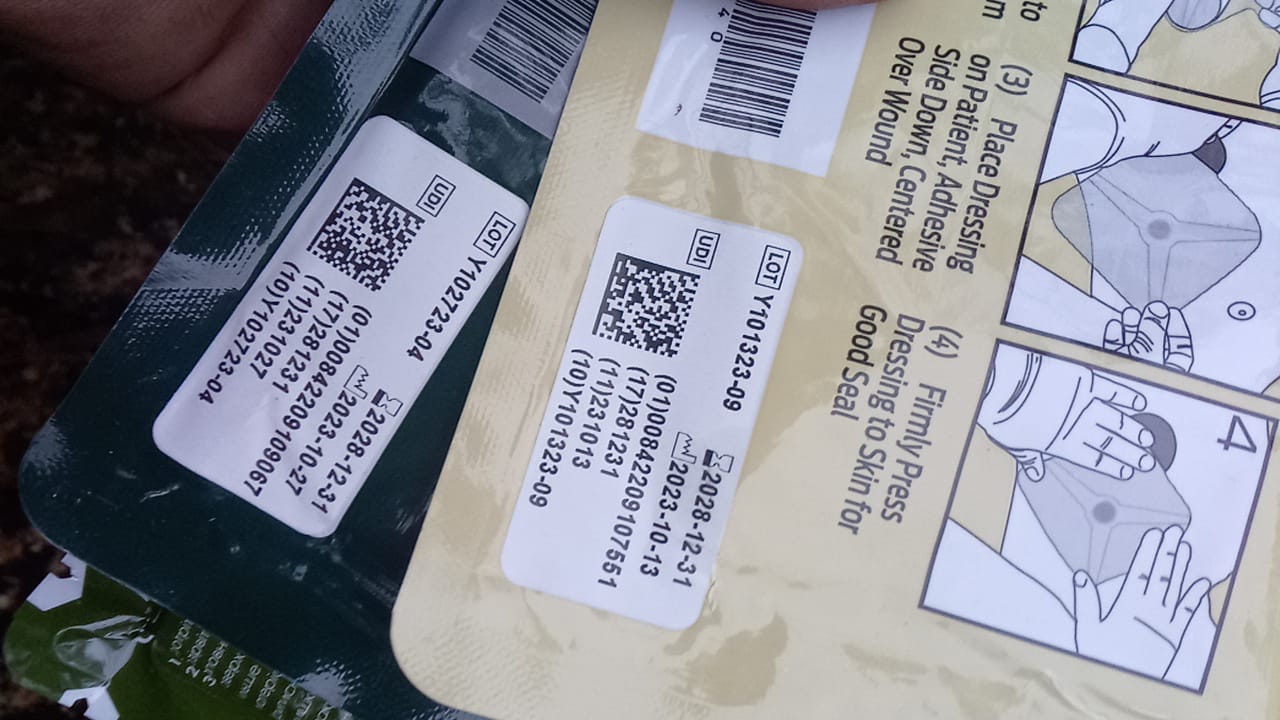 to
m
(3) Place Dressing
on Patient, Adhesive
Side Down, Centered
Over Wound
(4) Firmly Press
Dressing to Skin for
Good Seal
4
4 0
LOT Y101323-09
2028-12-31
2023-10-13
UDI
(01)00842209107551
(17)281231
(11)231013
(10)Y101323-09
LOT Y102723-04
2028-12-31
2023-10-27
UDI
(01)00842209109067
(17)281231
(11)231027
(10)Y102723-04